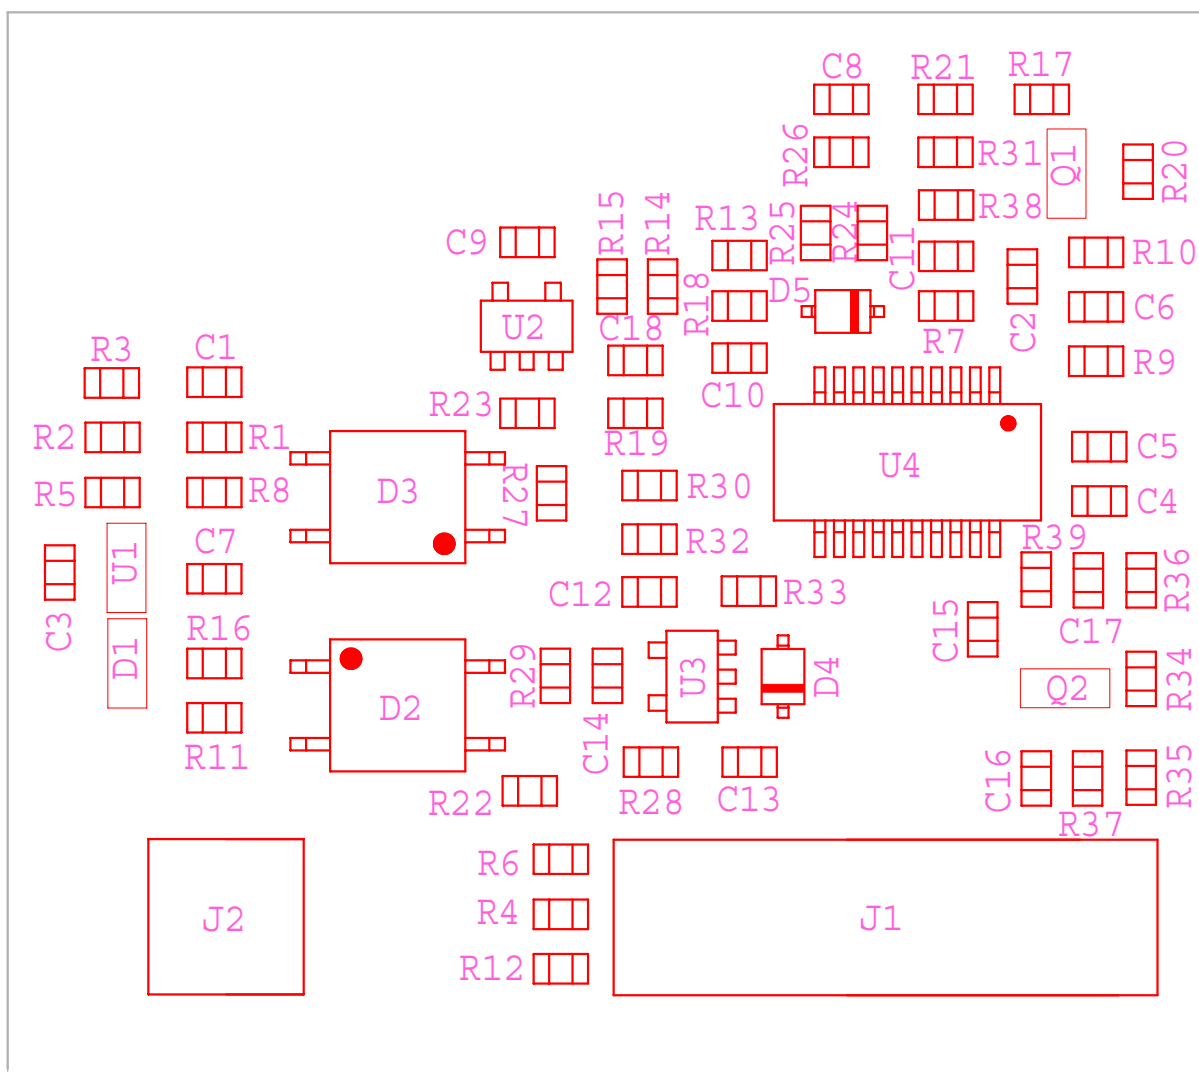 C8 R21 R17
R26 R31 Q1 R20
R15 R14 R13 R25 R24 R38
C9 C11 R10
R18 D5 C2 C6
U2 C18 R7 R9
R3 C1 C10
R23 R19
R2 R1 C5
D3 R27 R30 U4 C4
R5 R8
C7 U1 R32 R39
C3 C12 R33 R36
R16 C15 C17
D1 R29 U3 D4 Q2 R34
D2 C14
R11 R35
R22 R28 C13 C16
R37
R6
R4 J2 J1
R12